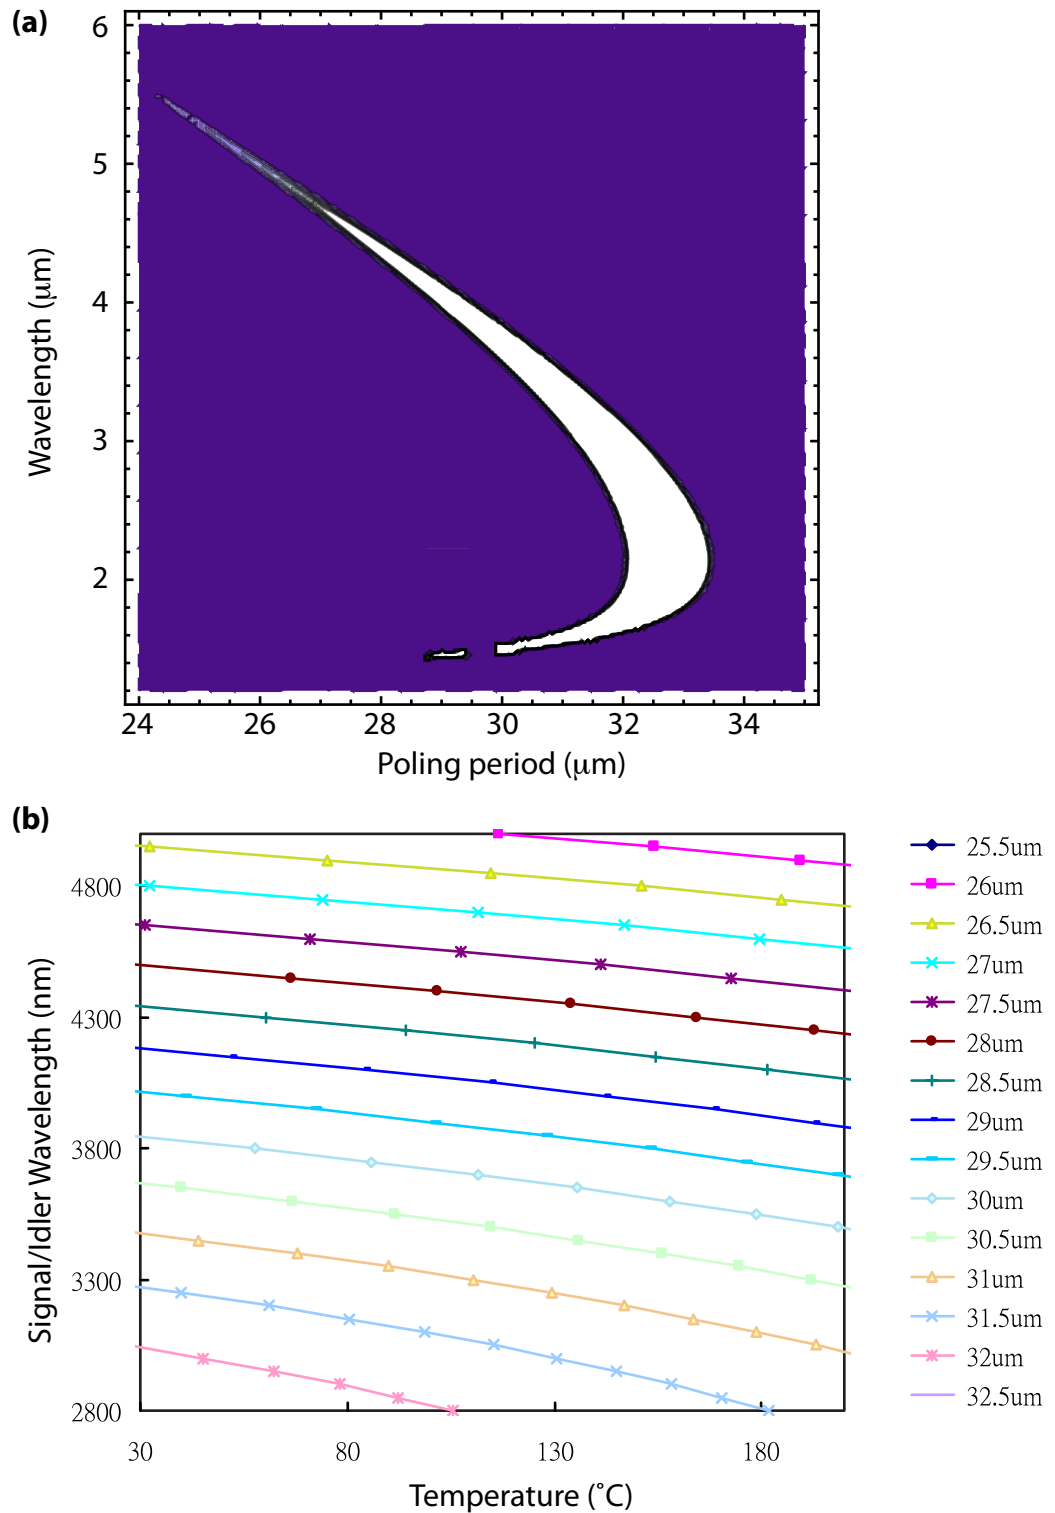 (a)
6
5
4
3
2
Wavelength (μm)
24 26 28 30 32 34
Poling period (μm)
(b)
4800
4300
3800
3300
2800
Signal/Idler Wavelength (nm)
30 80 130 180
Temperature (˚C)
25.5um
26um
26.5um
27um
27.5um
28um
28.5um
29um
29.5um
30um
30.5um
31um
31.5um
32um
32.5um